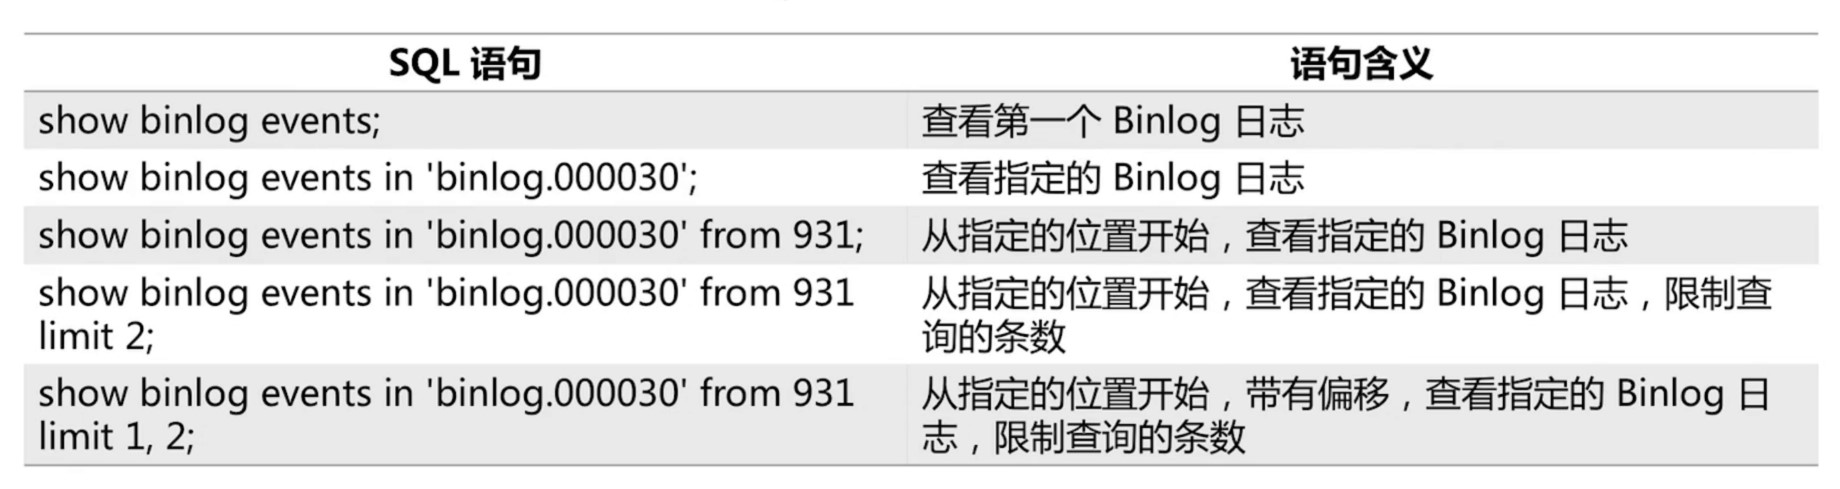 SQL 语句
语句含义
show binlog events;
查看第一个 Binlog 日志
show binlog events in 'binlog.000030';
查看指定的 Binlog 日志
show binlog events in 'binlog.000030' from 931;
从指定的位置开始，查看指定的 Binlog 日志
show binlog events in 'binlog.000030' from 931
limit 2;
从指定的位置开始，查看指定的 Binlog 日志，限制查
询的条数
show binlog events in 'binlog.000030' from 931
limit 1, 2;
从指定的位置开始，带有偏移，查看指定的 Binlog 日
志，限制查询的条数